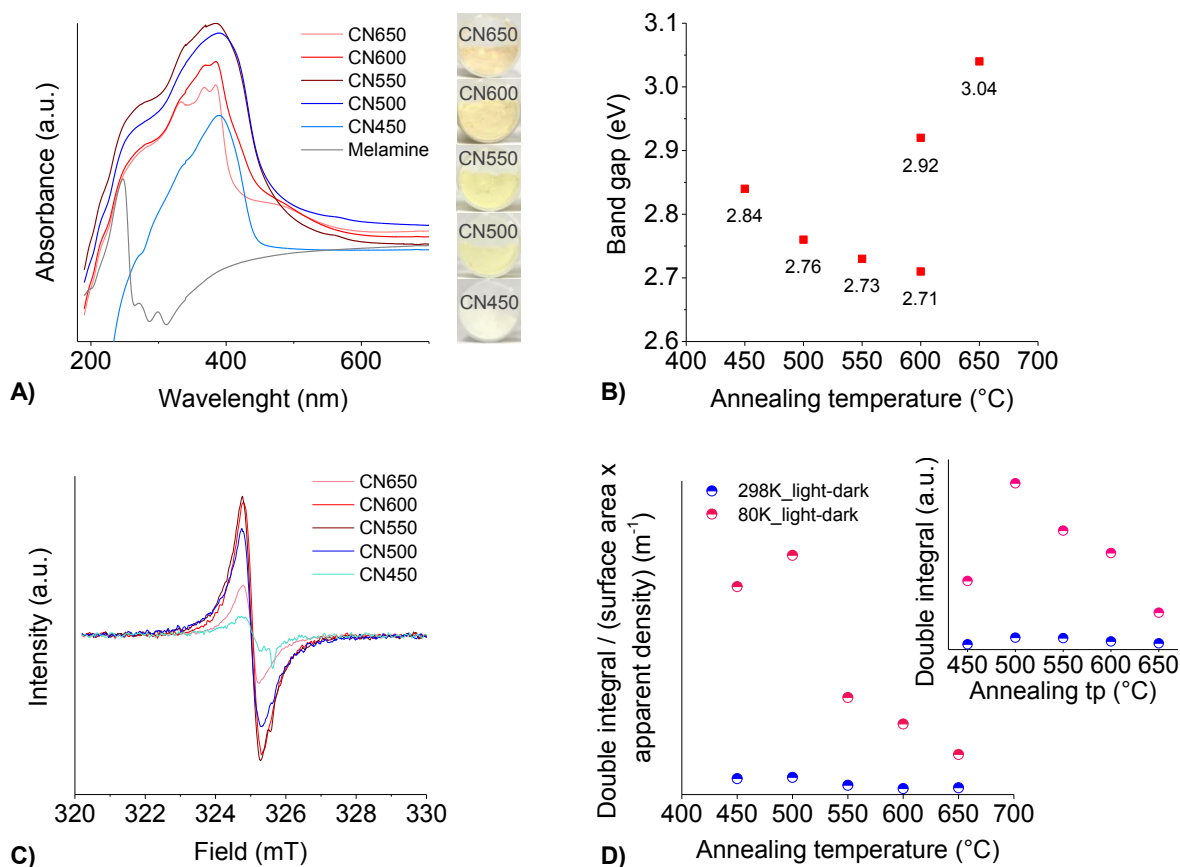 CN650
CN600
CN550
CN500
CN450
Melamine
Absorbance (a.u.)
200
400
600
Wavelenght (nm)
A)
CN650
CN600
CN550
CN500
CN450
3.1
3.0
2.9
2.8
2.7
2.6
Band gap (eV)
3.04
2.92
2.84
2.76
2.73
2.71
400 450 500 550 600 650 700
Annealing temperature (°C)
B)
CN650
CN600
CN550
CN500
CN450
Intensity (a.u.)
320 322 324 326 328 330
Field (mT)
C)
Double integral / (surface area x
apparent density) (m⁻¹)
298K_light-dark
80K_light-dark
Double integral (a.u.)
450 500 550 600 650
Annealing tp (°C)
400 450 500 550 600 650 700
Annealing temperature (°C)
D)